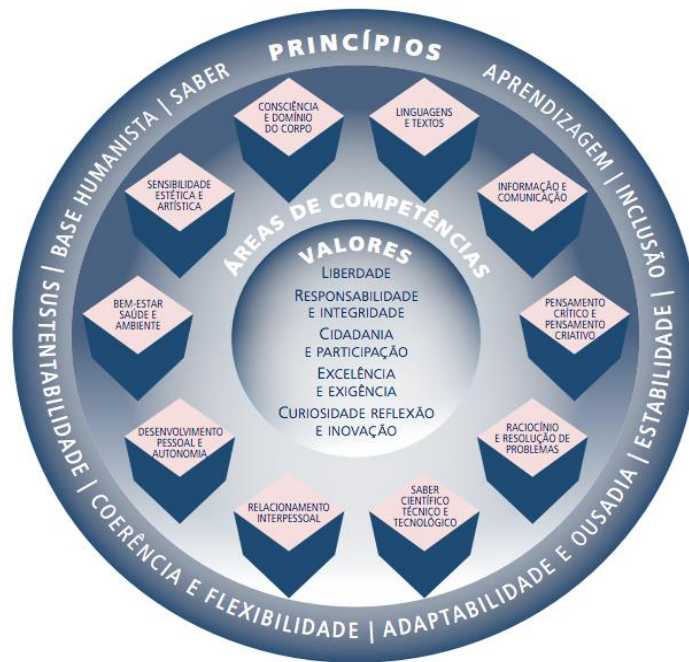 PRINCÍPIOS
APRENDIZAGEM | INCLUSÃO | ESTABILIDADE | ADAPTABILIDADE E OUSADIA | COERÊNCIA E FLEXIBILIDADE | SUSTENTABILIDADE | BASE HUMANISTA | SABER
ÁREAS DE COMPETÊNCIAS
LINGUAGENS
E TEXTOS
INFORMAÇÃO E
COMUNICAÇÃO
PENSAMENTO
CRÍTICO E
PENSAMENTO
CRIATIVO
RACIOCÍNIO
E RESOLUÇÃO DE
PROBLEMAS
SABER
CIENTÍFICO
TÉCNICO E
TECNOLÓGICO
RELACIONAMENTO
INTERPESSOAL
DESENVOLVIMENTO
PESSOAL E
AUTONOMIA
BEM-ESTAR
SAÚDE E
AMBIENTE
SENSIBILIDADE
ESTÉTICA E
ARTÍSTICA
CONSCIÊNCIA
E DOMÍNIO
DO CORPO
VALORES
LIBERDADE
RESPONSABILIDADE
E INTEGRIDADE
CIDADANIA
E PARTICIPAÇÃO
EXCELÊNCIA
E EXIGÊNCIA
CURIOSIDADE REFLEXÃO
E INOVAÇÃO